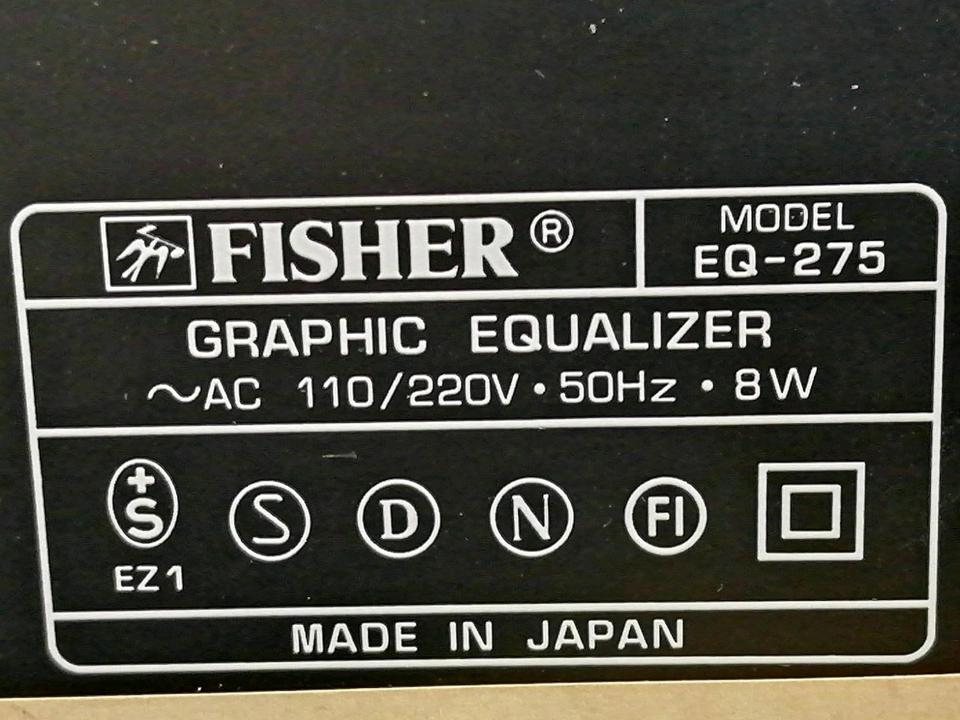 FISHER®
MODEL
EQ-275
GRAPHIC EQUALIZER
~AC 110/220V • 50Hz • 8W
+S S D N FI
EZ1
MADE IN JAPAN